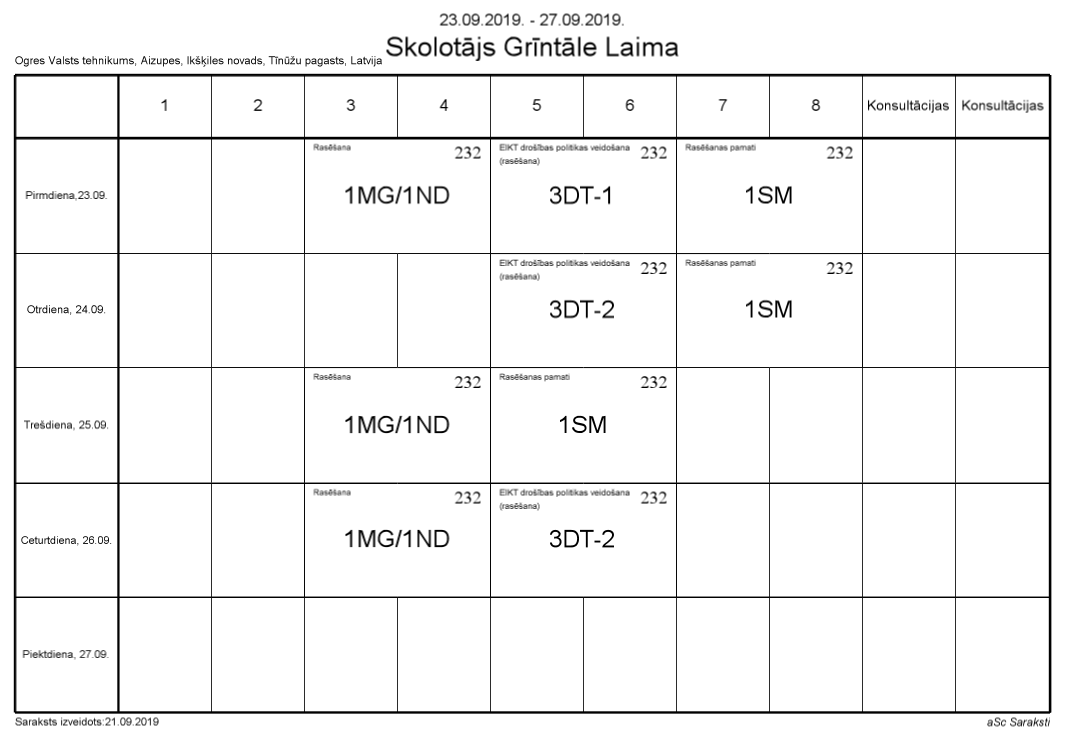 23.09.2019. - 27.09.2019.
Skolotājs Grīntāle Laima
Ogres Valsts tehnikums, Aizupes, Ikšķiles novads, Tīnūžu pagasts, Latvija
1 2 3 4 5 6 7 8 Konsultācijas Konsultācijas
Pirmdiena,23.09.
Rasēšana 232
1MG/1ND
EIKT drošības politikas veidošana 232
(rasēšana)
3DT-1
Rasēšanas pamati 232
1SM
Otrdiena, 24.09.
EIKT drošības politikas veidošana 232
(rasēšana)
3DT-2
Rasēšanas pamati 232
1SM
Trešdiena, 25.09.
Rasēšana 232
1MG/1ND
Rasēšanas pamati 232
1SM
Ceturtdiena, 26.09.
Rasēšana 232
1MG/1ND
EIKT drošības politikas veidošana 232
(rasēšana)
3DT-2
Piektdiena, 27.09.
Saraksts izveidots:21.09.2019
aSc Saraksti